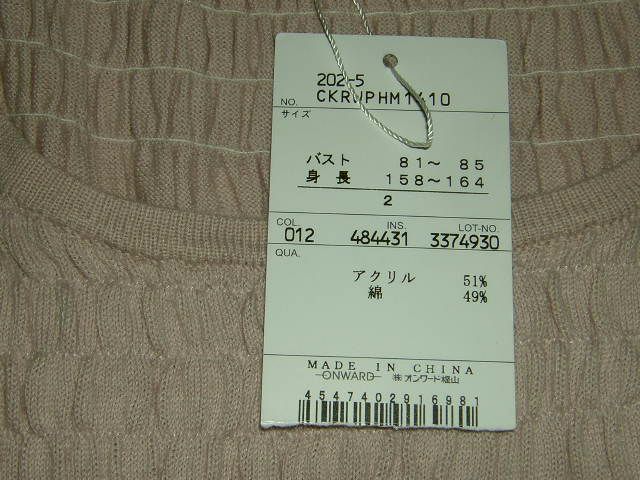 202-5
NO. CKRWPHM1410
サイズ
バスト 81～ 85
身 長 158～164
2
COL. INS. LOT-NO.
012 484431 3374930
QUA.
アクリル 51%
綿 49%
MADE IN CHINA
ONWARD ㈱オンワード樫山
4547402916981